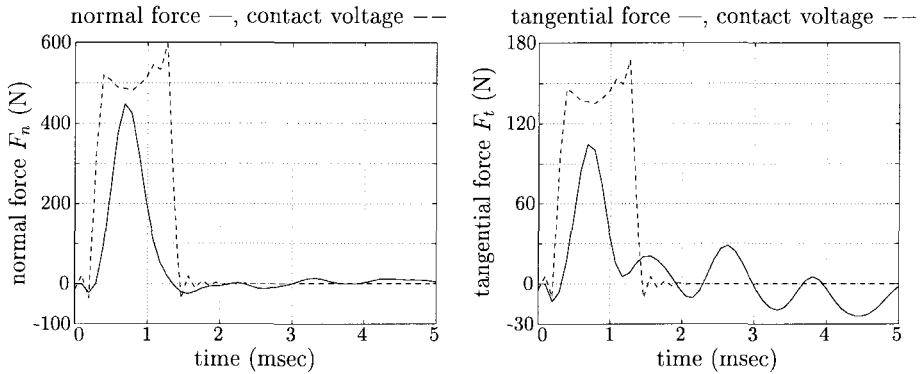 normal force —, contact voltage – –
600
400
200
0
-100
0 1 2 3 4 5
normal force Fn (N)
time (msec)
tangential force —, contact voltage – –
180
120
60
0
-30
0 1 2 3 4 5
tangential force Ft (N)
time (msec)